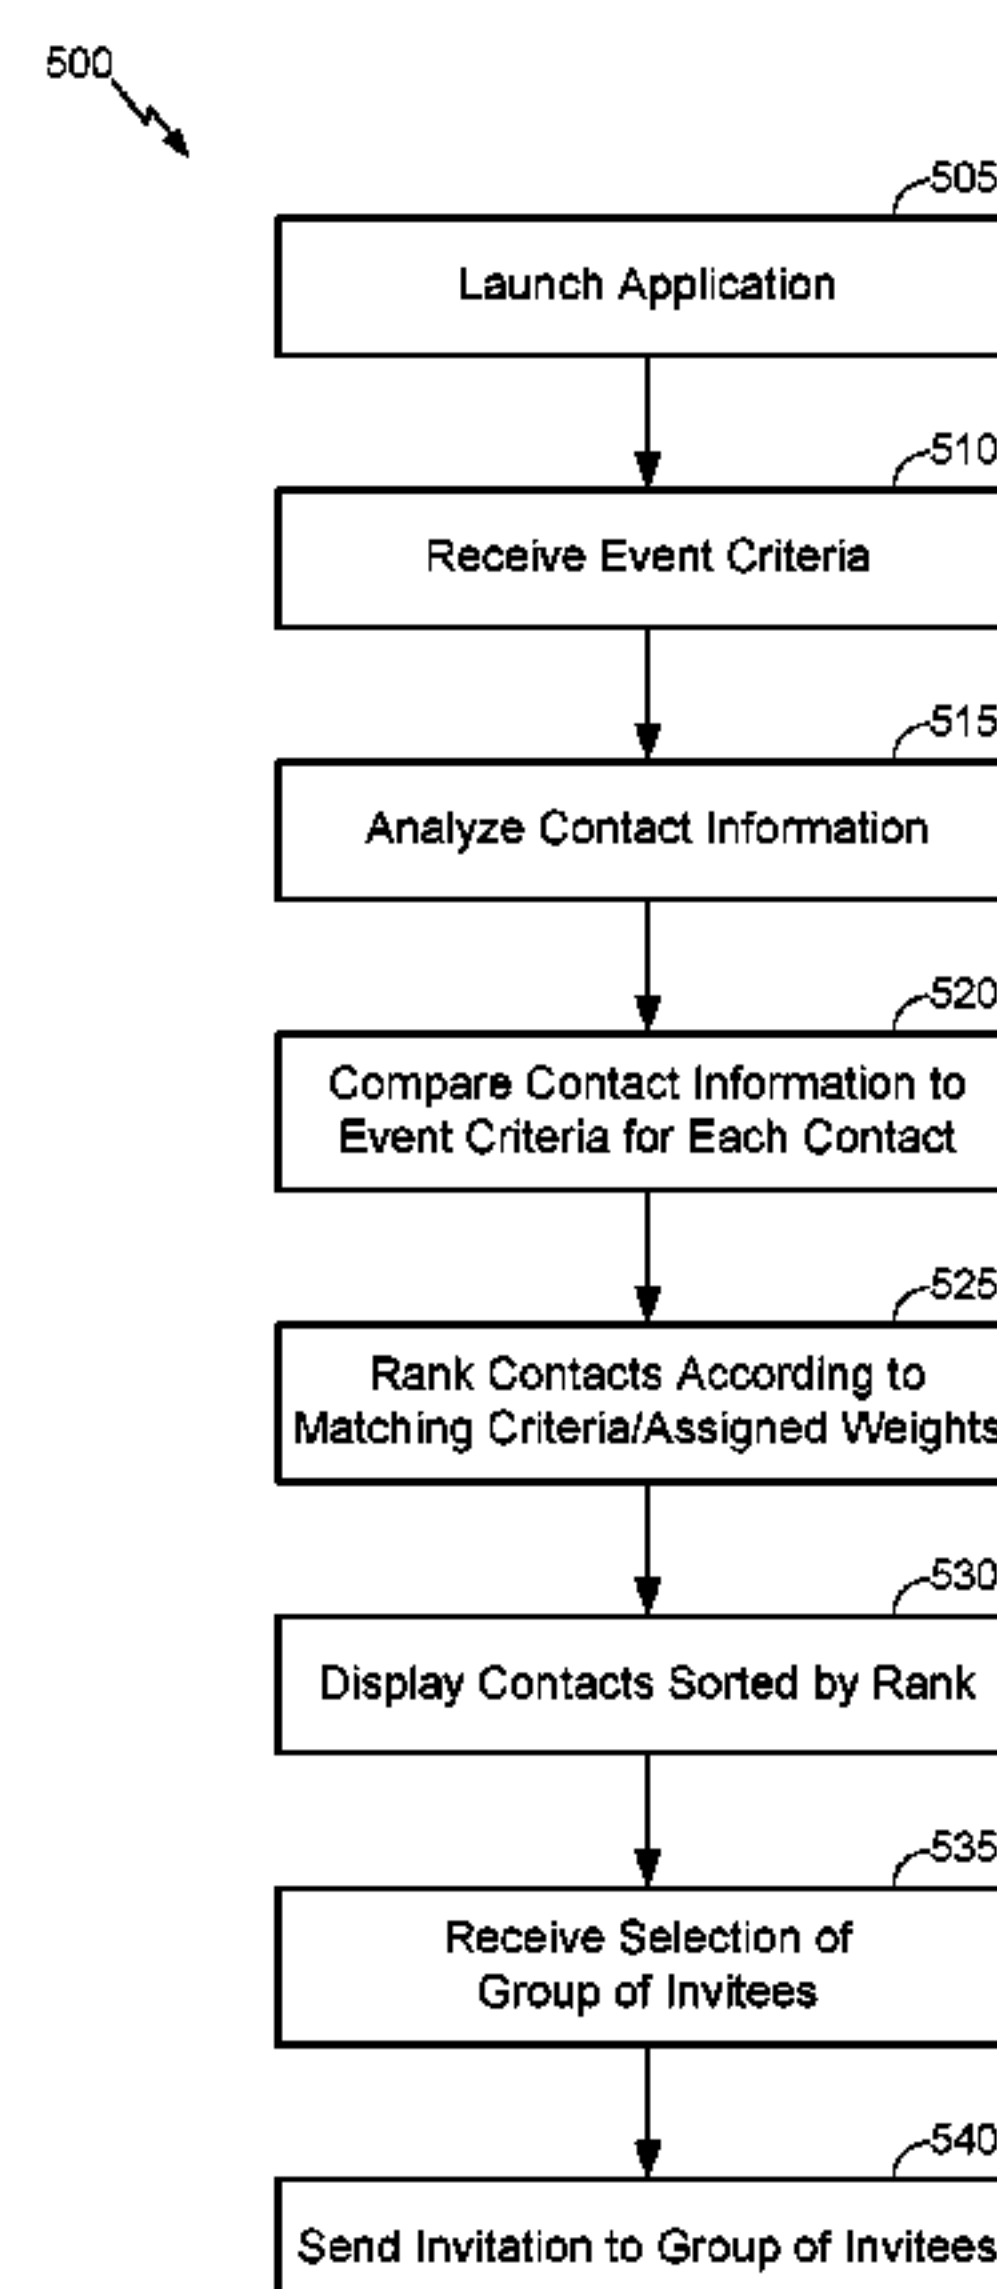 500
505
Launch Application
510
Receive Event Criteria
515
Analyze Contact Information
520
Compare Contact Information to
Event Criteria for Each Contact
525
Rank Contacts According to
Matching Criteria/Assigned Weights
530
Display Contacts Sorted by Rank
535
Receive Selection of
Group of Invitees
540
Send Invitation to Group of Invitees